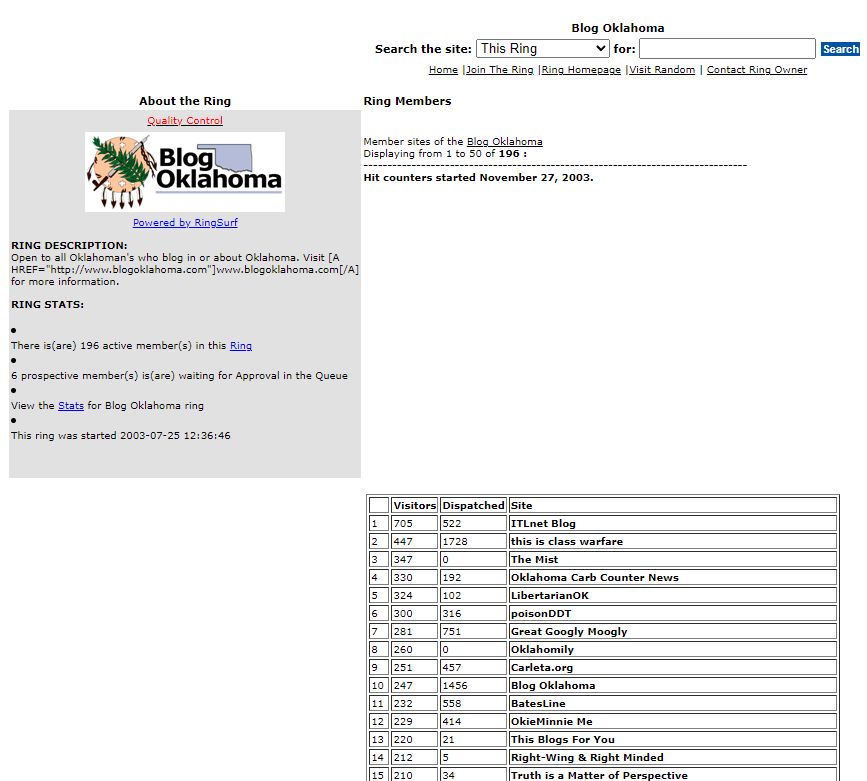 Blog Oklahoma
Search the site: This Ring for: Search
Home |Join The Ring |Ring Homepage |Visit Random | Contact Ring Owner
About the Ring
Quality Control
Blog
Oklahoma
Powered by RingSurf
RING DESCRIPTION:
Open to all Oklahoman's who blog in or about Oklahoma. Visit [A
HREF="http://www.blogoklahoma.com"]www.blogoklahoma.com[/A]
for more information.
RING STATS:
There is(are) 196 active member(s) in this Ring
6 prospective member(s) is(are) waiting for Approval in the Queue
View the Stats for Blog Oklahoma ring
This ring was started 2003-07-25 12:36:46
Ring Members
Member sites of the Blog Oklahoma
Displaying from 1 to 50 of 196 :
--------------------------------------------------------------------------------
Hit counters started November 27, 2003.
Visitors Dispatched Site
1 705 522 ITLnet Blog
2 447 1728 this is class warfare
3 347 0 The Mist
4 330 192 Oklahoma Carb Counter News
5 324 102 LibertarianOK
6 300 316 poisonDDT
7 281 751 Great Googly Moogly
8 260 0 Oklahomily
9 251 457 Carleta.org
10 247 1456 Blog Oklahoma
11 232 558 BatesLine
12 229 414 OkieMinnie Me
13 220 21 This Blogs For You
14 212 5 Right-Wing & Right Minded
15 210 34 Truth is a Matter of Perspective